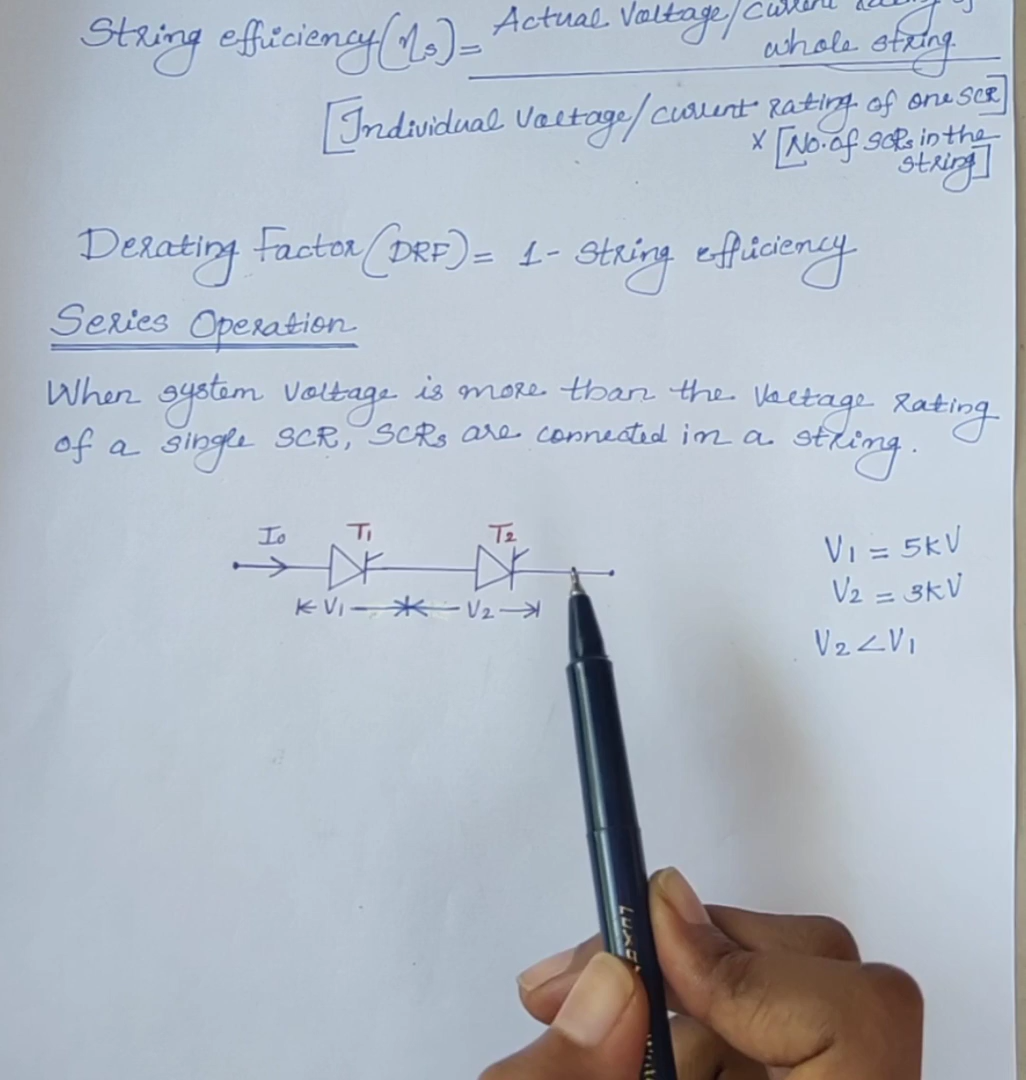 String efficiency (ηs) = Actual Voltage/current
whole string.
[Individual Voltage/current Rating of one SCR]
x [No. of SCRs in the
string]
Derating Factor (DRF) = 1 - String efficiency
Series Operation
When system Voltage is more than the Voltage Rating
of a single SCR, SCRs are connected in a string.
Io T1 T2
V1 V2
V1 = 5kV
V2 = 3kV
V2 < V1